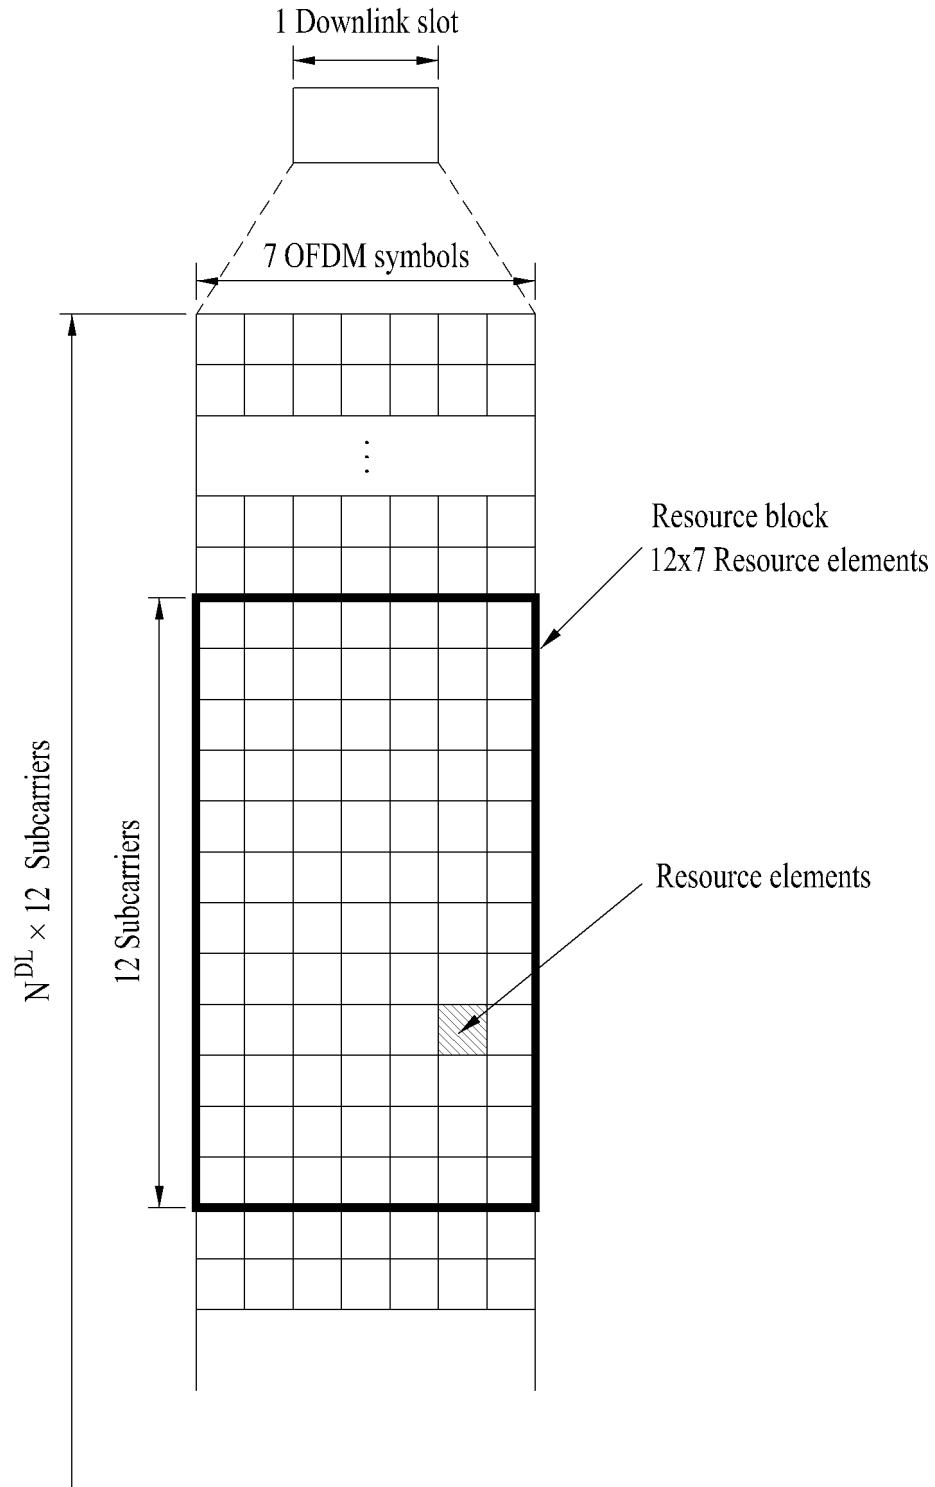 1 Downlink slot
7 OFDM symbols
⋮
Resource block
12x7 Resource elements
N^DL × 12 Subcarriers
12 Subcarriers
Resource elements